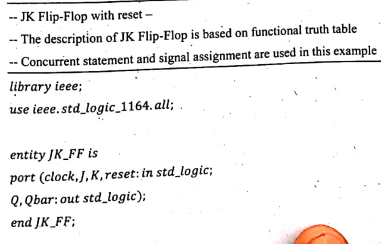 -- JK Flip-Flop with reset –
-- The description of JK Flip-Flop is based on functional truth table
-- Concurrent statement and signal assignment are used in this example
library ieee;
use ieee.std_logic_1164.all;
entity JK_FF is
port (clock,J,K,reset: in std_logic;
Q,Qbar: out std_logic);
end JK_FF;